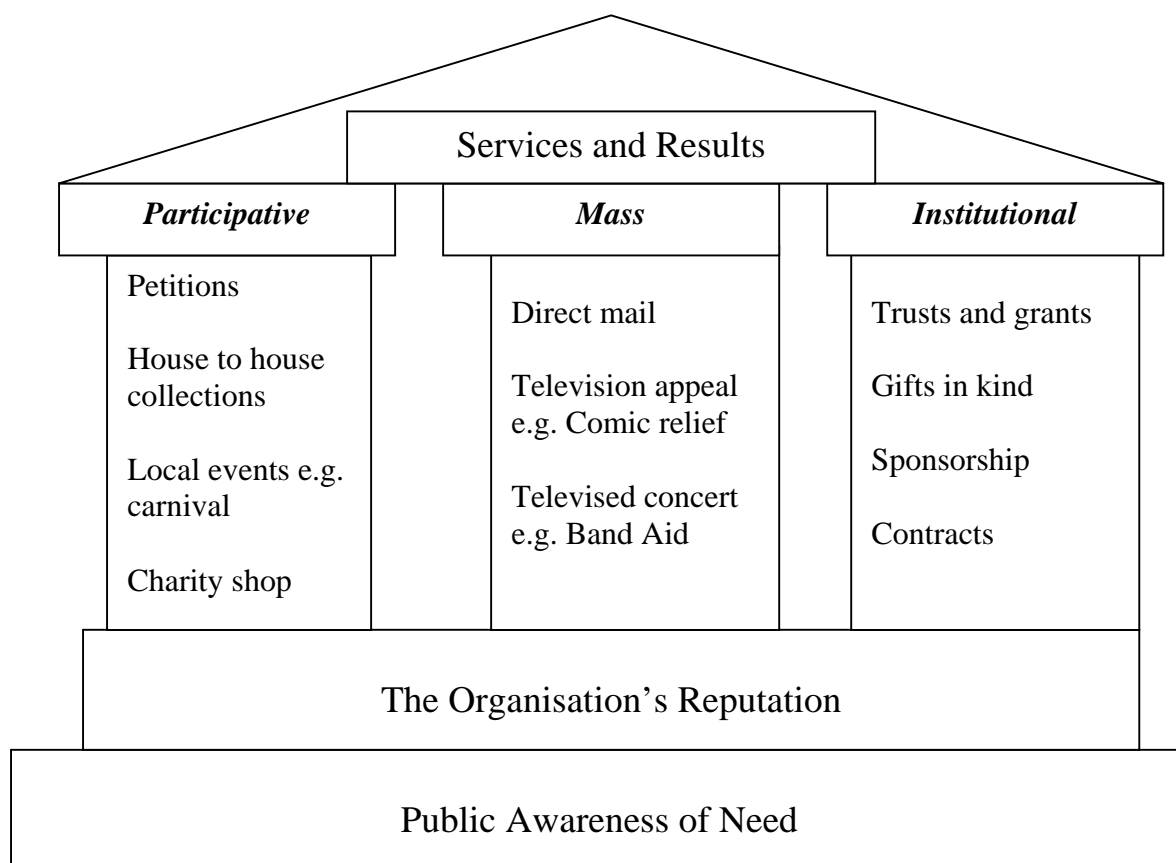 Services and Results
Participative
Mass
Institutional
Petitions
House to house
collections
Local events e.g.
carnival
Charity shop
Direct mail
Television appeal
e.g. Comic relief
Televised concert
e.g. Band Aid
Trusts and grants
Gifts in kind
Sponsorship
Contracts
The Organisation’s Reputation
Public Awareness of Need